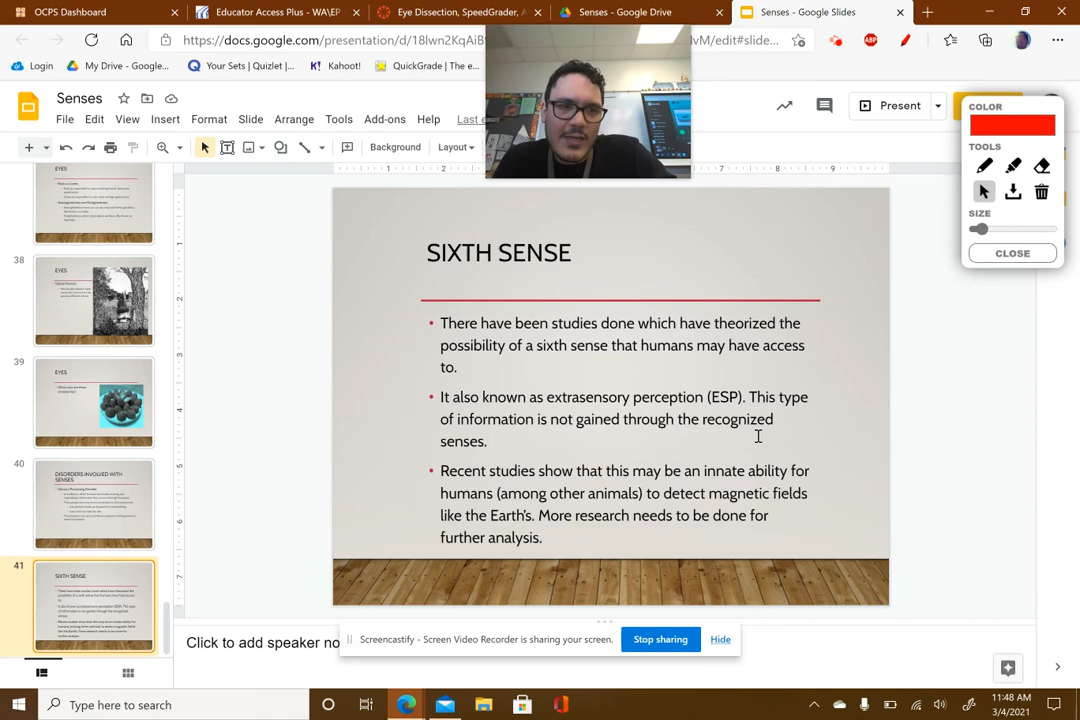 OCPS Dashboard
Educator Access Plus - WA\EP -
Eye Dissection, SpeedGrader, A
Senses - Google Drive
Senses - Google Slides
https://docs.google.com/presentation/d/18lwn2KqAiB
vM/edit#slide...
Login
My Drive - Google...
Your Sets | Quizlet |...
Kahoot!
QuickGrade | The e...
Senses
File Edit View Insert Format Slide Arrange Tools Add-ons Help Last e
Present
Background
Layout
COLOR
TOOLS
SIZE
CLOSE
EYES
38
EYES
39
EYES
40
DISORDERS INVOLVED WITH
SENSES
41
SIXTH SENSE
SIXTH SENSE
• There have been studies done which have theorized the
possibility of a sixth sense that humans may have access
to.
• It also known as extrasensory perception (ESP). This type
of information is not gained through the recognized
senses.
• Recent studies show that this may be an innate ability for
humans (among other animals) to detect magnetic fields
like the Earth's. More research needs to be done for
further analysis.
Click to add speaker no
Screencastify - Screen Video Recorder is sharing your screen.
Stop sharing
Hide
Type here to search
11:48 AM
3/4/2021